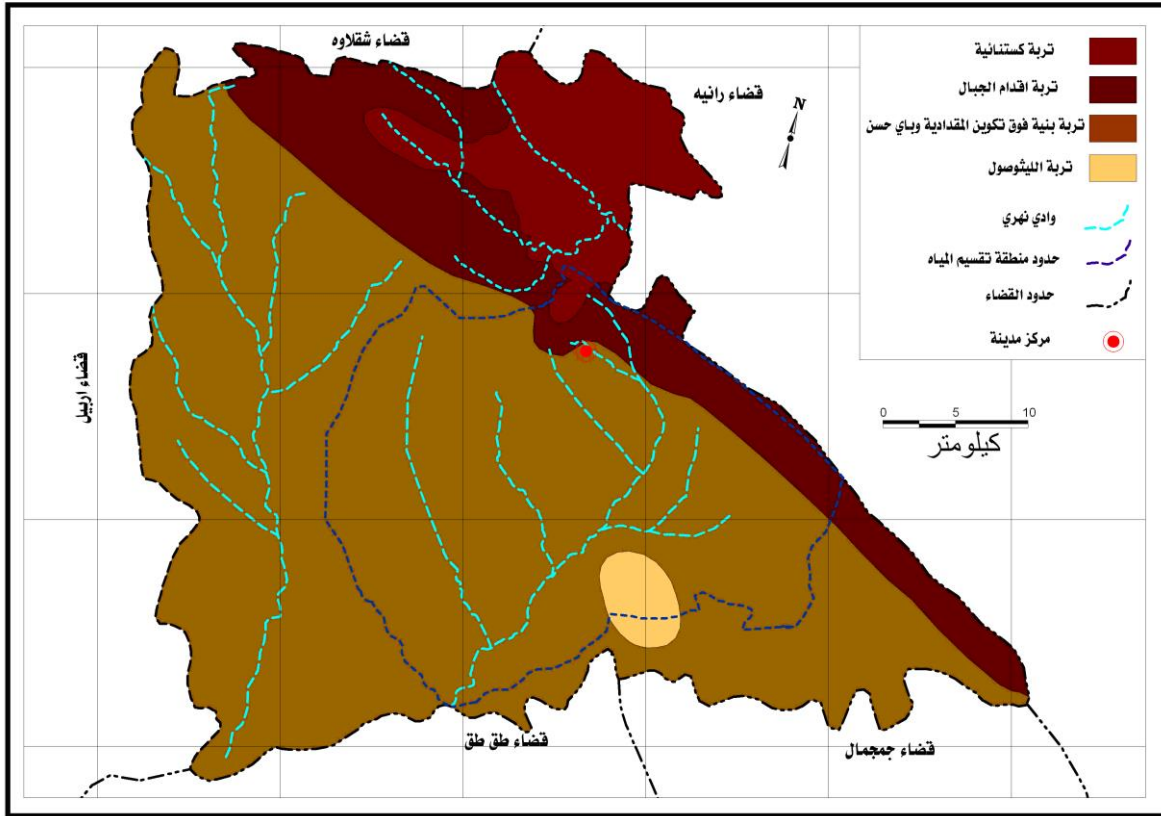 قضاء شقلاوه
قضاء رانيه
N
قضاء اربيل
قضاء طق طق
قضاء جمجمال
تربة كستنائية
تربة اقدام الجبال
تربة بنية فوق تكوين المقدادية وباي حسن
تربة الليثوصول
وادي نهري
حدود منطقة تقسيم المياه
حدود القضاء
مركز مدينة
0 5 10
كيلومتر